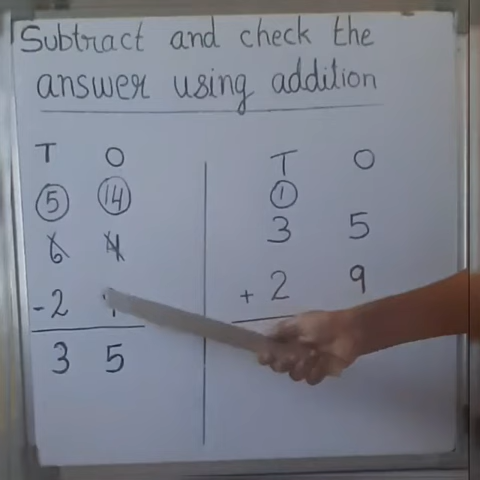 Subtract and check the
answer using addition
T O
5 14
6 4
-2
3 5
T O
1
3 5
+ 2 9